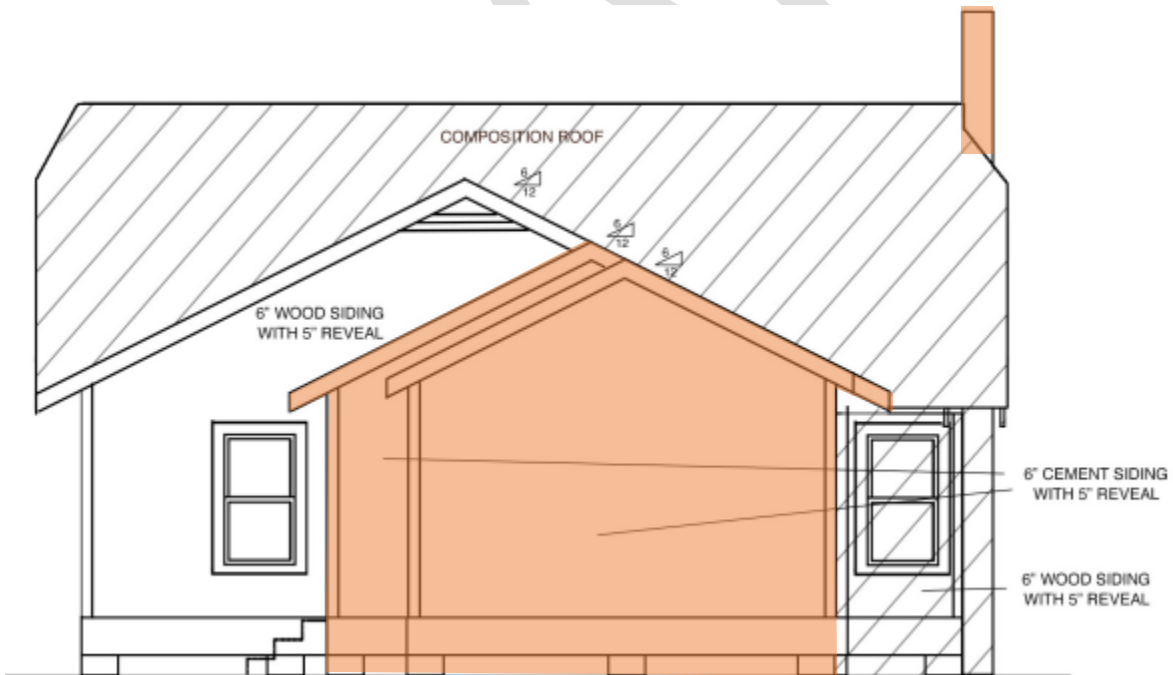 COMPOSITION ROOF
6
12
6
12
6
12
6" WOOD SIDING
WITH 5" REVEAL
6" CEMENT SIDING
WITH 5" REVEAL
6" WOOD SIDING
WITH 5" REVEAL